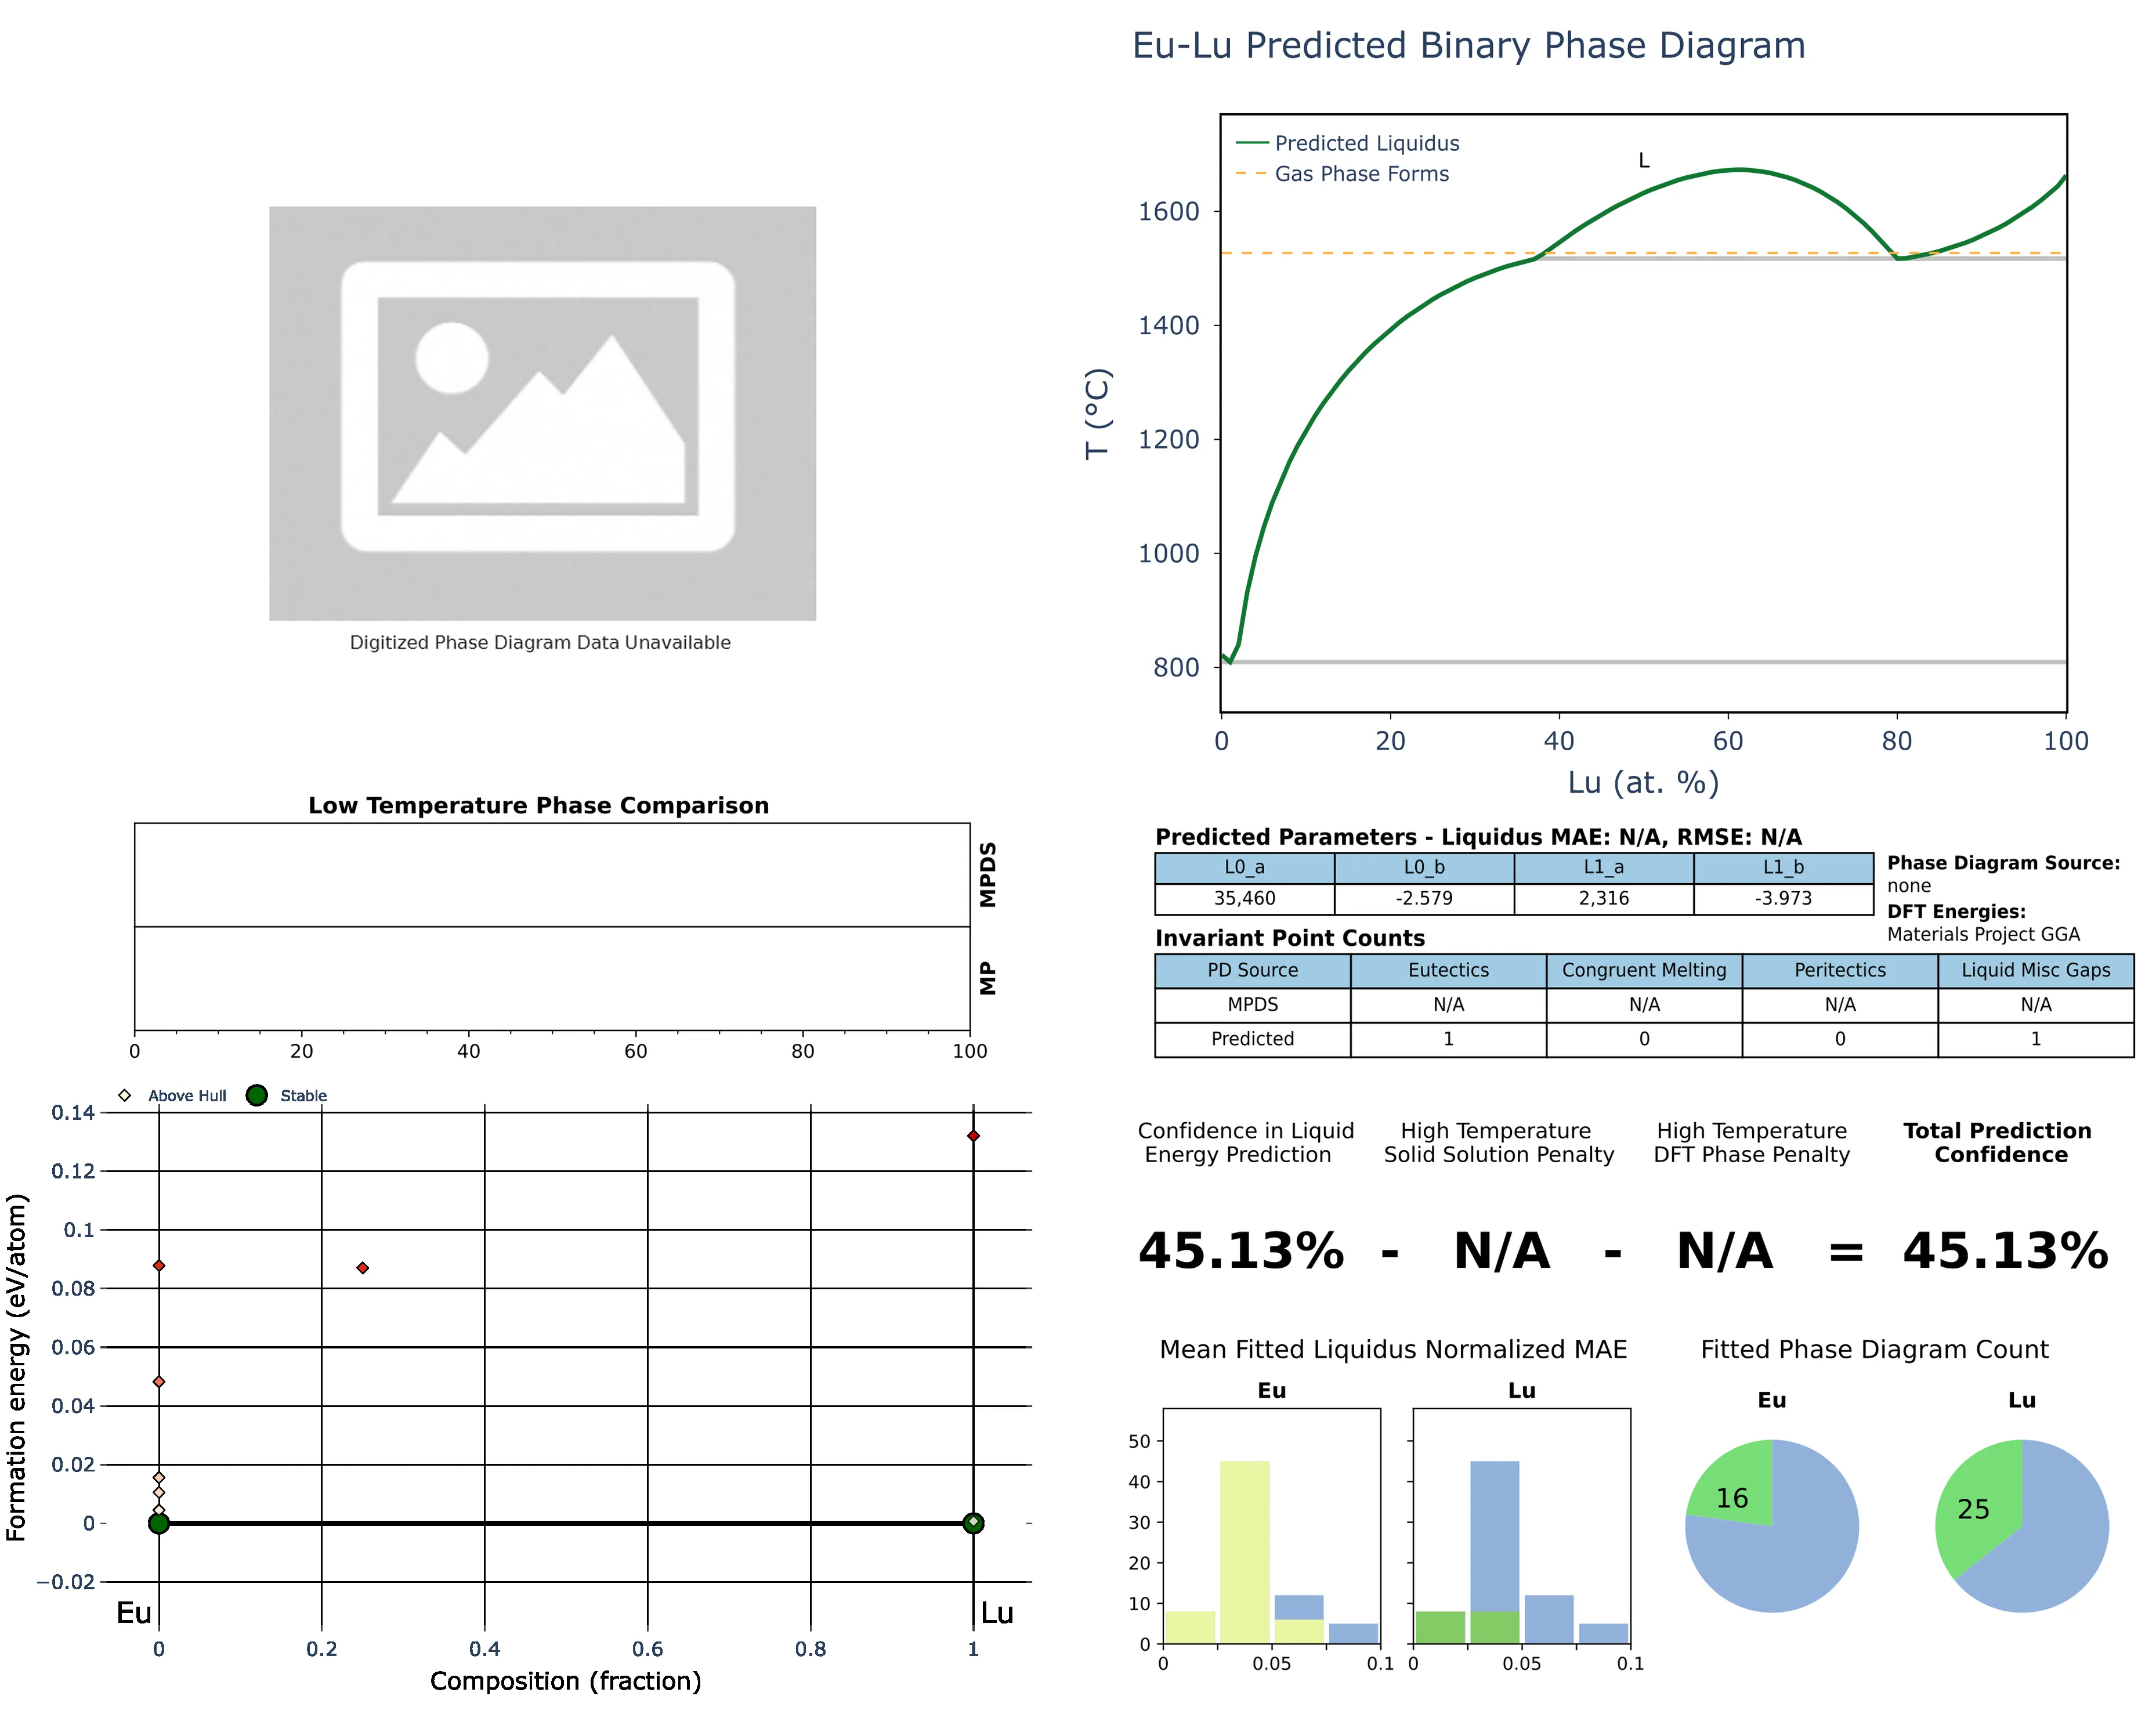 Eu-Lu Predicted Binary Phase Diagram
Predicted Liquidus
Gas Phase Forms
L
1600
1400
1200
1000
800
T (°C)
0 20 40 60 80 100
Lu (at. %)
Digitized Phase Diagram Data Unavailable
Low Temperature Phase Comparison
MPDS
MP
0 20 40 60 80 100
Predicted Parameters - Liquidus MAE: N/A, RMSE: N/A
L0_a L0_b L1_a L1_b
35,460 -2.579 2,316 -3.973
Phase Diagram Source:
none
DFT Energies:
Materials Project GGA
Invariant Point Counts
PD Source Eutectics Congruent Melting Peritectics Liquid Misc Gaps
MPDS N/A N/A N/A N/A
Predicted 1 0 0 1
Above Hull Stable
0.14
0.12
0.1
0.08
0.06
0.04
0.02
0
−0.02
Formation energy (eV/atom)
Eu Lu
0 0.2 0.4 0.6 0.8 1
Composition (fraction)
Confidence in Liquid
Energy Prediction
High Temperature
Solid Solution Penalty
High Temperature
DFT Phase Penalty
Total Prediction
Confidence
45.13% - N/A - N/A = 45.13%
Mean Fitted Liquidus Normalized MAE
Eu Lu
50
40
30
20
10
0
0 0.05 0.1 0 0.05 0.1
Fitted Phase Diagram Count
Eu Lu
16 25